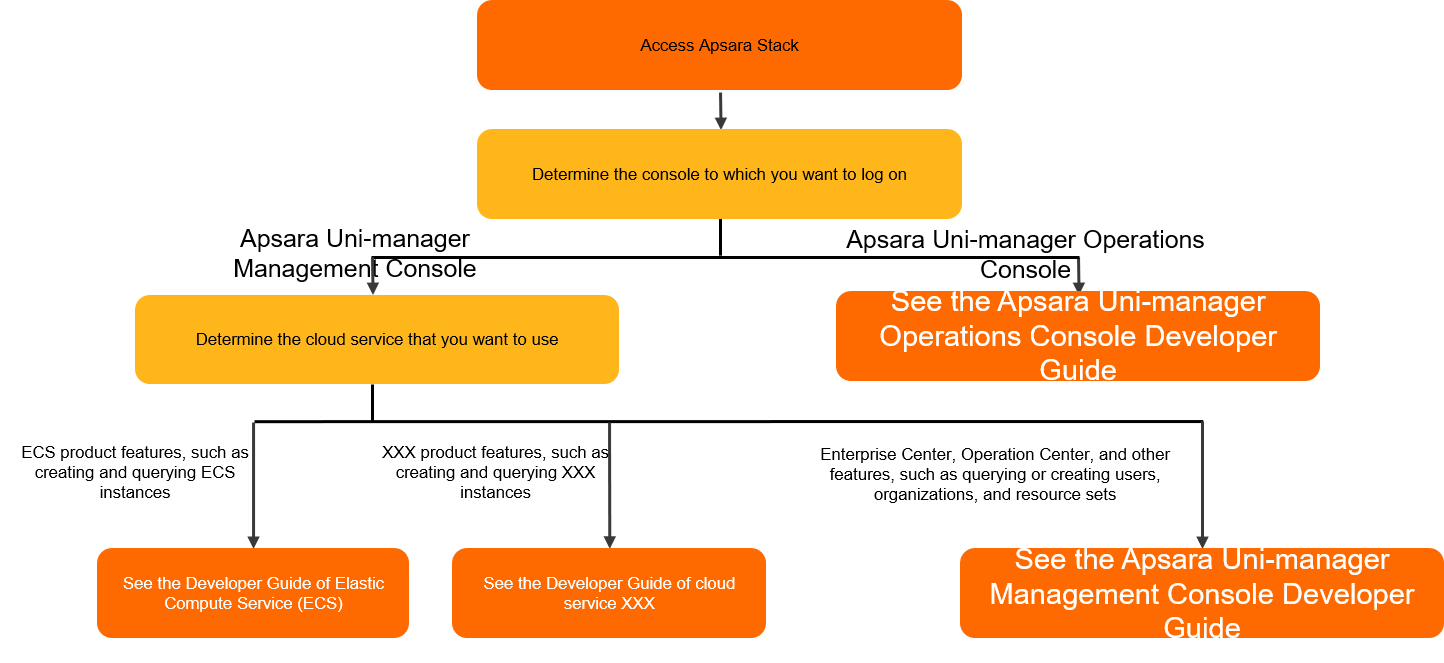 Access Apsara Stack
Determine the console to which you want to log on
Apsara Uni-manager
Management Console
Apsara Uni-manager Operations
Console
Determine the cloud service that you want to use
See the Apsara Uni-manager
Operations Console Developer
Guide
ECS product features, such as
creating and querying ECS
instances
XXX product features, such as
creating and querying XXX
instances
Enterprise Center, Operation Center, and other
features, such as querying or creating users,
organizations, and resource sets
See the Developer Guide of Elastic
Compute Service (ECS)
See the Developer Guide of cloud
service XXX
See the Apsara Uni-manager
Management Console Developer
Guide